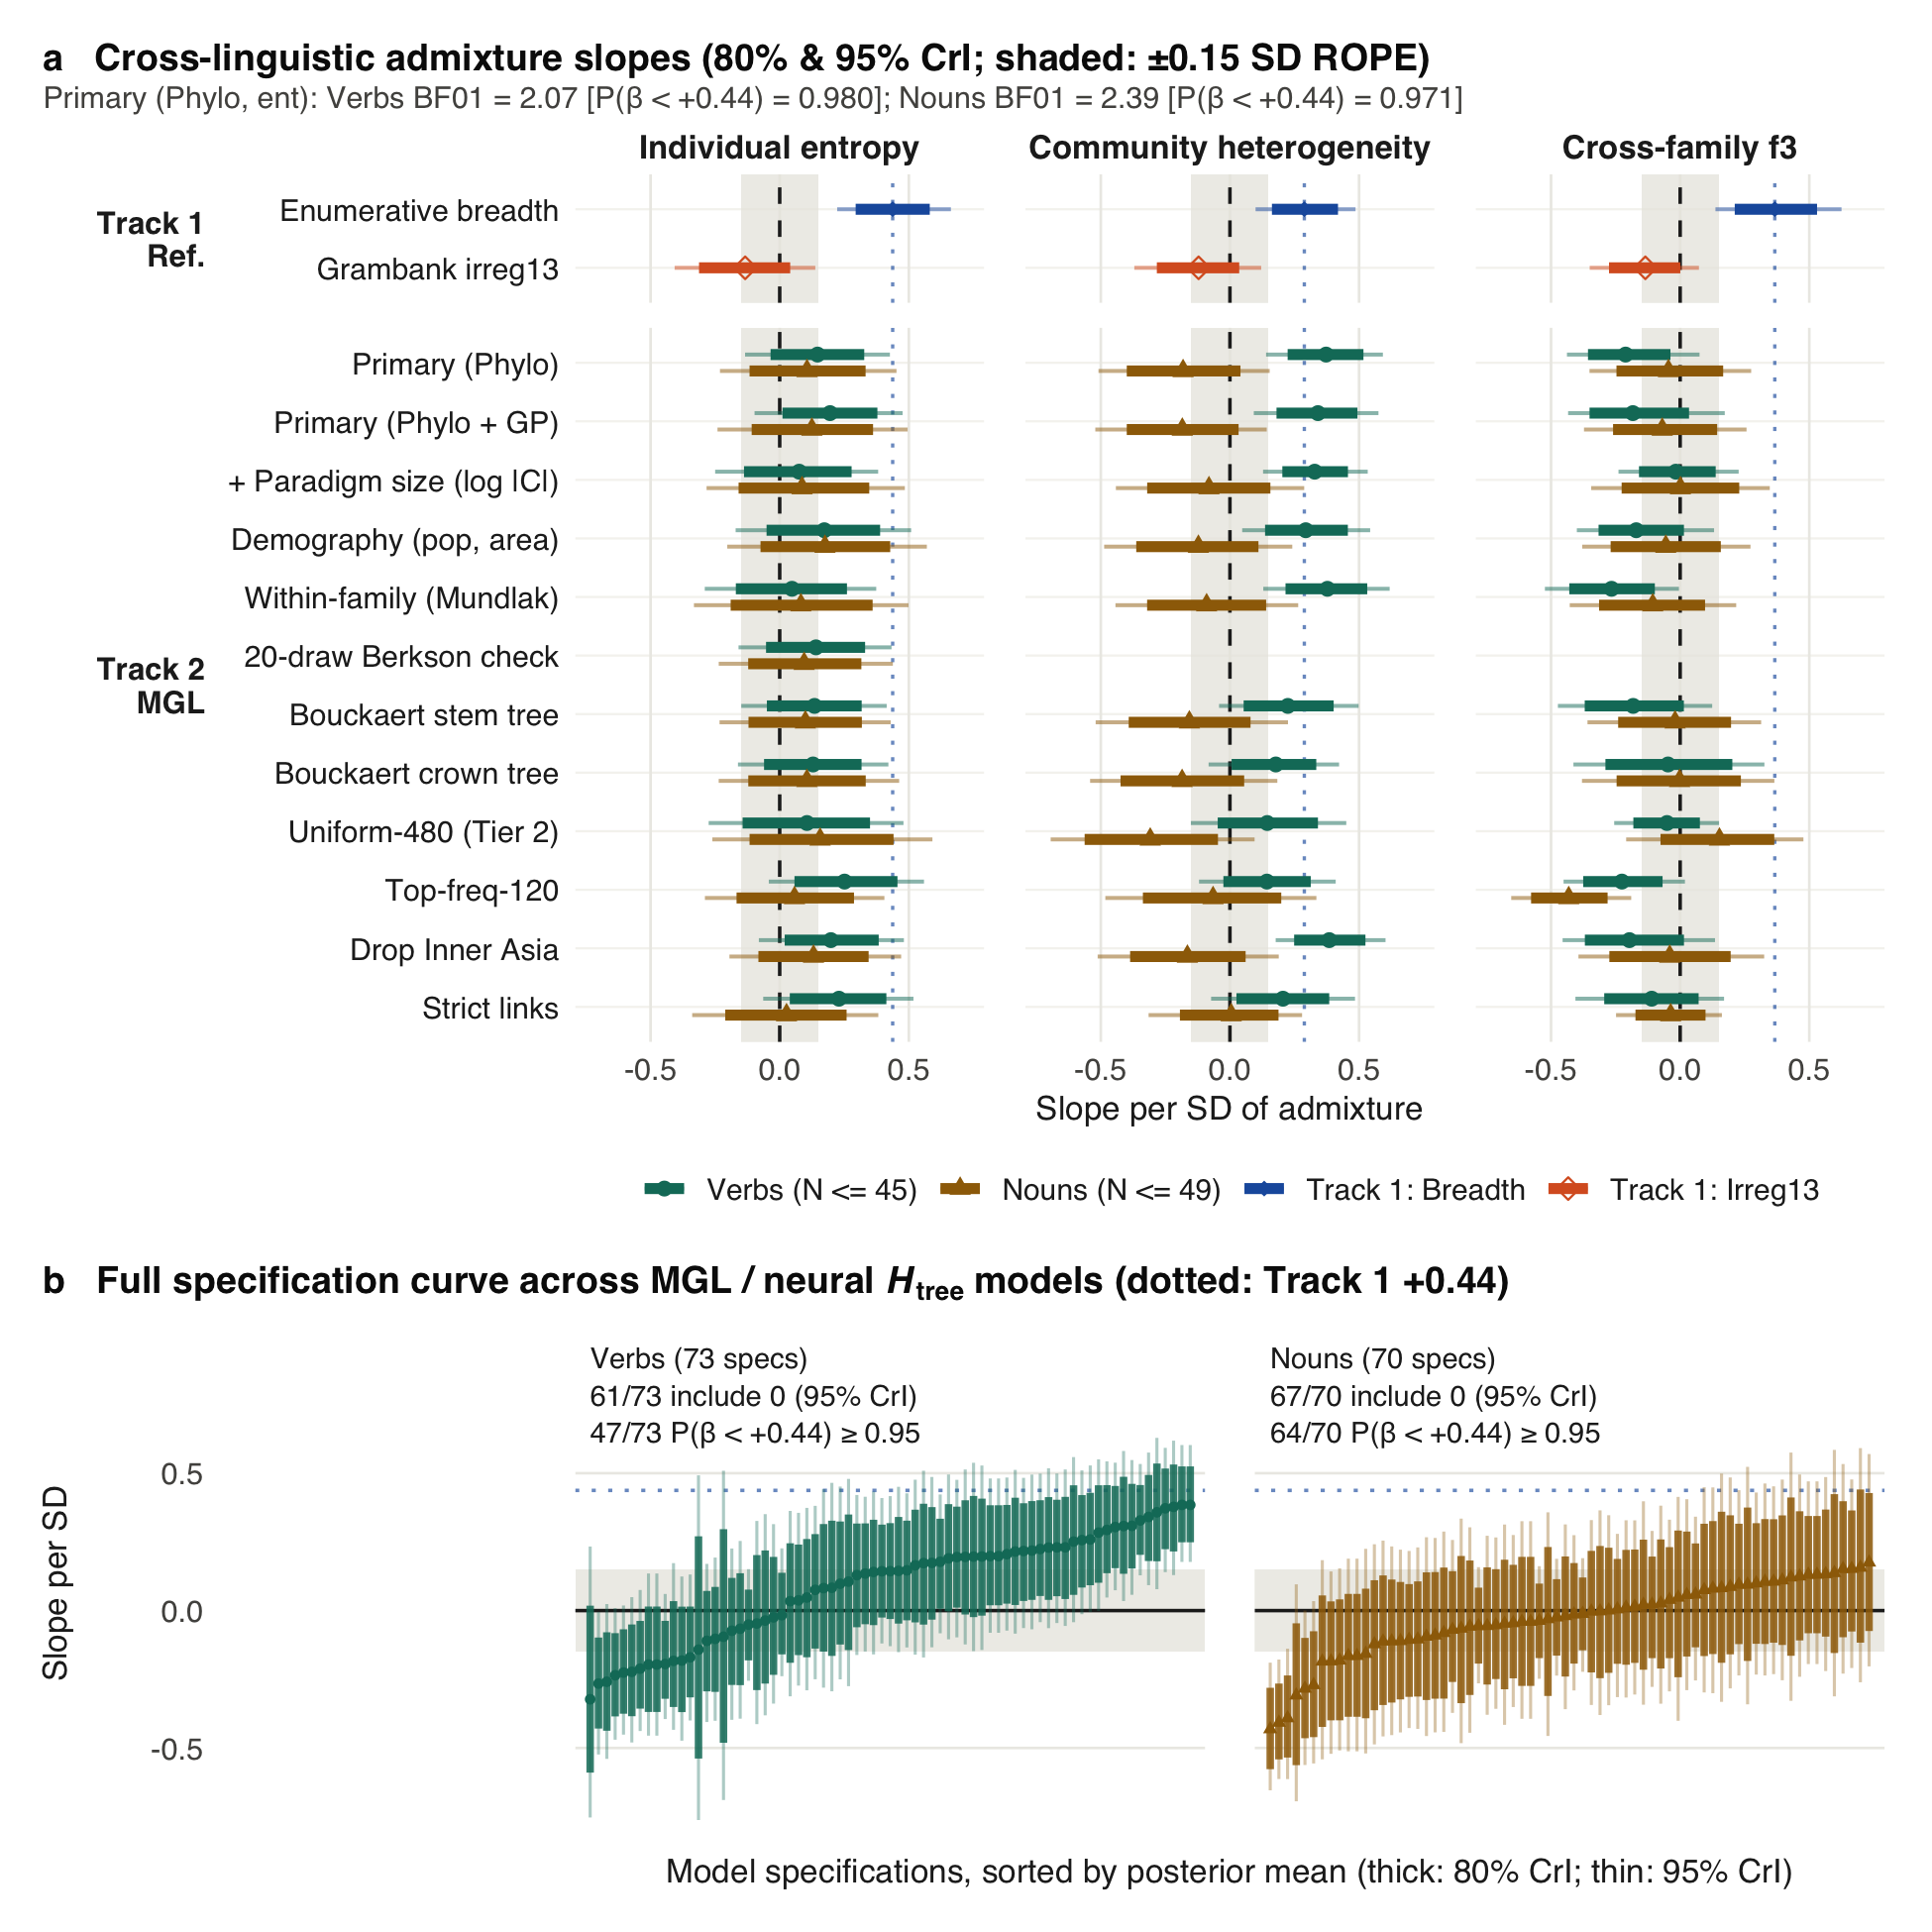 a Cross-linguistic admixture slopes (80% & 95% CrI; shaded: ±0.15 SD ROPE)
Primary (Phylo, ent): Verbs BF01 = 2.07 [P(β < +0.44) = 0.980]; Nouns BF01 = 2.39 [P(β < +0.44) = 0.971]
Individual entropy
Community heterogeneity
Cross-family f3
Track 1
Ref.
Enumerative breadth
Grambank irreg13
Track 2
MGL
Primary (Phylo)
Primary (Phylo + GP)
+ Paradigm size (log |C|)
Demography (pop, area)
Within-family (Mundlak)
20-draw Berkson check
Bouckaert stem tree
Bouckaert crown tree
Uniform-480 (Tier 2)
Top-freq-120
Drop Inner Asia
Strict links
-0.5 0.0 0.5
-0.5 0.0 0.5
-0.5 0.0 0.5
Slope per SD of admixture
Verbs (N <= 45) Nouns (N <= 49) Track 1: Breadth Track 1: Irreg13
b Full specification curve across MGL / neural Htree models (dotted: Track 1 +0.44)
Verbs (73 specs)
61/73 include 0 (95% CrI)
47/73 P(β < +0.44) ≥ 0.95
Nouns (70 specs)
67/70 include 0 (95% CrI)
64/70 P(β < +0.44) ≥ 0.95
Slope per SD
0.5
0.0
-0.5
Model specifications, sorted by posterior mean (thick: 80% CrI; thin: 95% CrI)